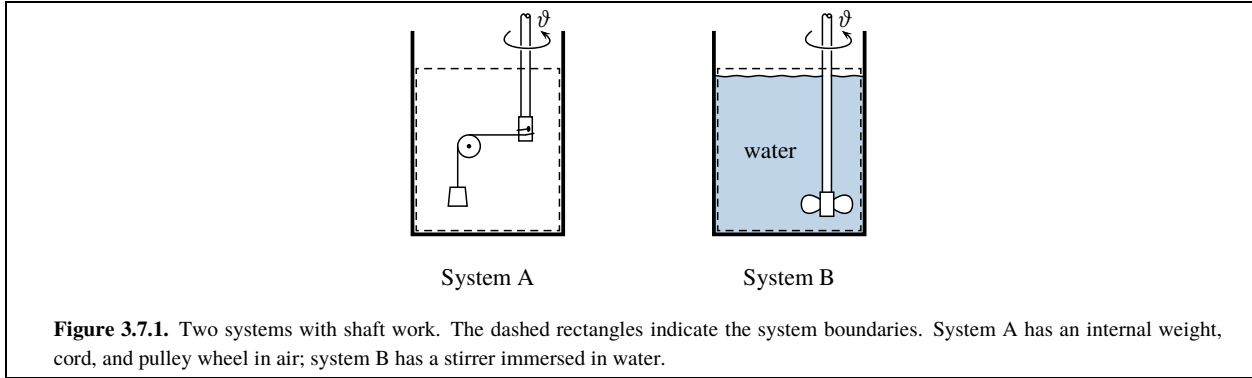 ϑ ϑ
water
System A System B
Figure 3.7.1. Two systems with shaft work. The dashed rectangles indicate the system boundaries. System A has an internal weight,
cord, and pulley wheel in air; system B has a stirrer immersed in water.